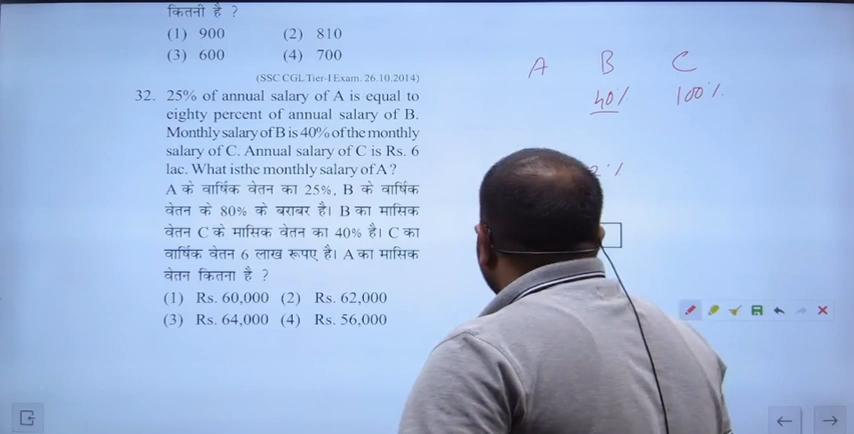 कितनी है ?
(1) 900 (2) 810
(3) 600 (4) 700
(SSC CGL Tier-I Exam. 26.10.2014)
32. 25% of annual salary of A is equal to
eighty percent of annual salary of B.
Monthly salary of B is 40% of the monthly
salary of C. Annual salary of C is Rs. 6
lac. What isthe monthly salary of A ?
A के वार्षिक वेतन का 25%, B के वार्षिक
वेतन के 80% के बराबर है। B का मासिक
वेतन C के मासिक वेतन का 40% है। C का
वार्षिक वेतन 6 लाख रूपए है। A का मासिक
वेतन कितना है ?
(1) Rs. 60,000 (2) Rs. 62,000
(3) Rs. 64,000 (4) Rs. 56,000
A B C
40% 100%